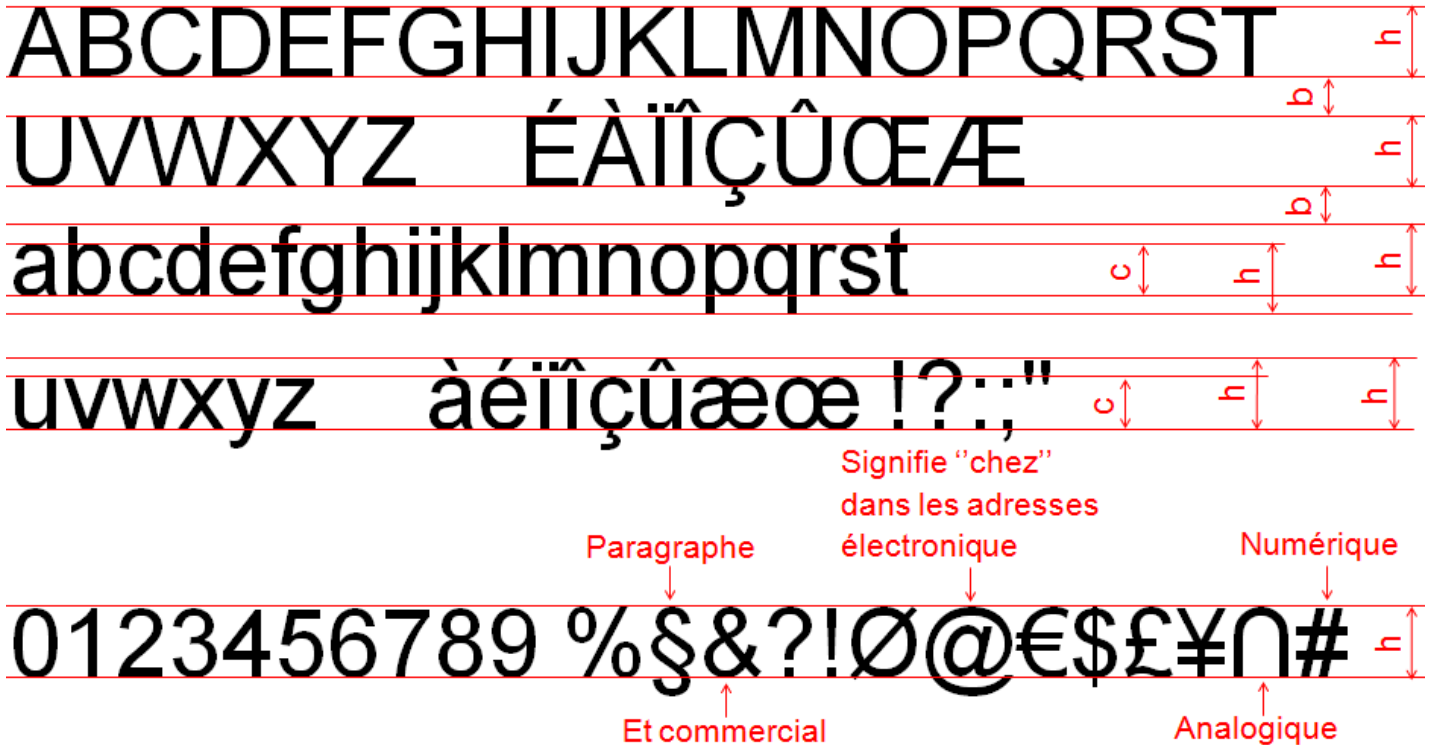 ABCDEFGHIJKLMNOPQRST h
b
UVWXYZ ÉÀÏÎÇÛŒÆ h
b
abcdefghijklmnopqrst c h h
uvwxyz àéïîçûæœ !?:;" c h h
Signifie ‘’chez’’
dans les adresses
électronique
Paragraphe
Numérique
0123456789 %§&?!Ø@€$£¥∩# h
Et commercial
Analogique